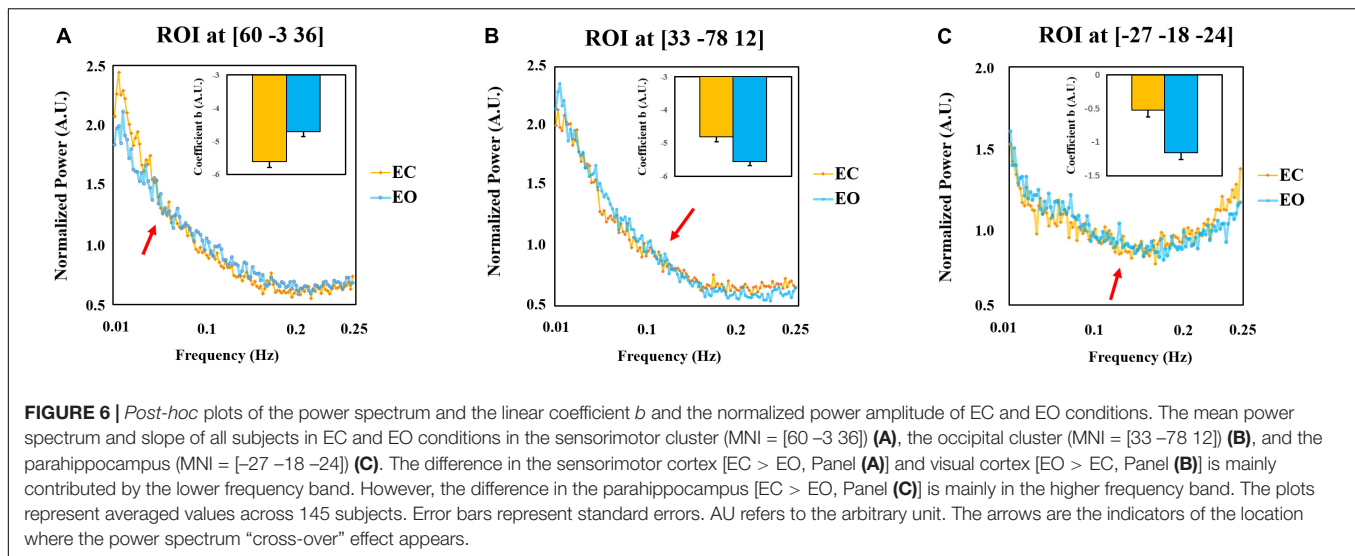 A
ROI at [60 -3 36]
2.5
2.0
1.5
1.0
0.5
Normalized Power (A.U.)
-3
-4
-5
-6
Coefficient b (A.U.)
EC
EO
0.01
0.1
0.2
0.25
Frequency (Hz)
B
ROI at [33 -78 12]
2.5
2.0
1.5
1.0
0.5
Normalized Power (A.U.)
-3
-4
-5
-6
Coefficient b (A.U.)
EC
EO
0.01
0.1
0.2
0.25
Frequency (Hz)
C
ROI at [-27 -18 -24]
2.0
1.5
1.0
0.5
Normalized Power (A.U.)
0
-0.5
-1
-1.5
Coefficient b (A.U.)
EC
EO
0.01
0.1
0.2
0.25
Frequency (Hz)
FIGURE 6 | Post-hoc plots of the power spectrum and the linear coefficient b and the normalized power amplitude of EC and EO conditions. The mean power
spectrum and slope of all subjects in EC and EO conditions in the sensorimotor cluster (MNI = [60 –3 36]) (A), the occipital cluster (MNI = [33 –78 12]) (B), and the
parahippocampus (MNI = [–27 –18 –24]) (C). The difference in the sensorimotor cortex [EC > EO, Panel (A)] and visual cortex [EO > EC, Panel (B)] is mainly
contributed by the lower frequency band. However, the difference in the parahippocampus [EC > EO, Panel (C)] is mainly in the higher frequency band. The plots
represent averaged values across 145 subjects. Error bars represent standard errors. AU refers to the arbitrary unit. The arrows are the indicators of the location
where the power spectrum “cross-over” effect appears.